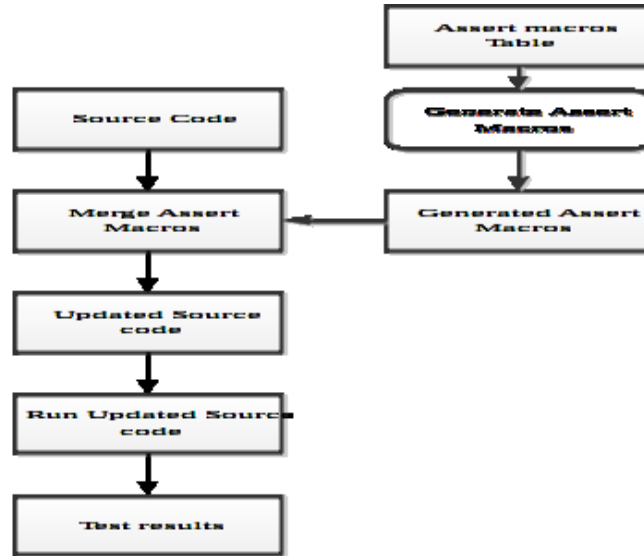 Assert macros
Table
Generate Assert
Macros
Source Code
Merge Assert
Macros
Generated Assert
Macros
Updated Source
code
Run Updated Source
code
Test results